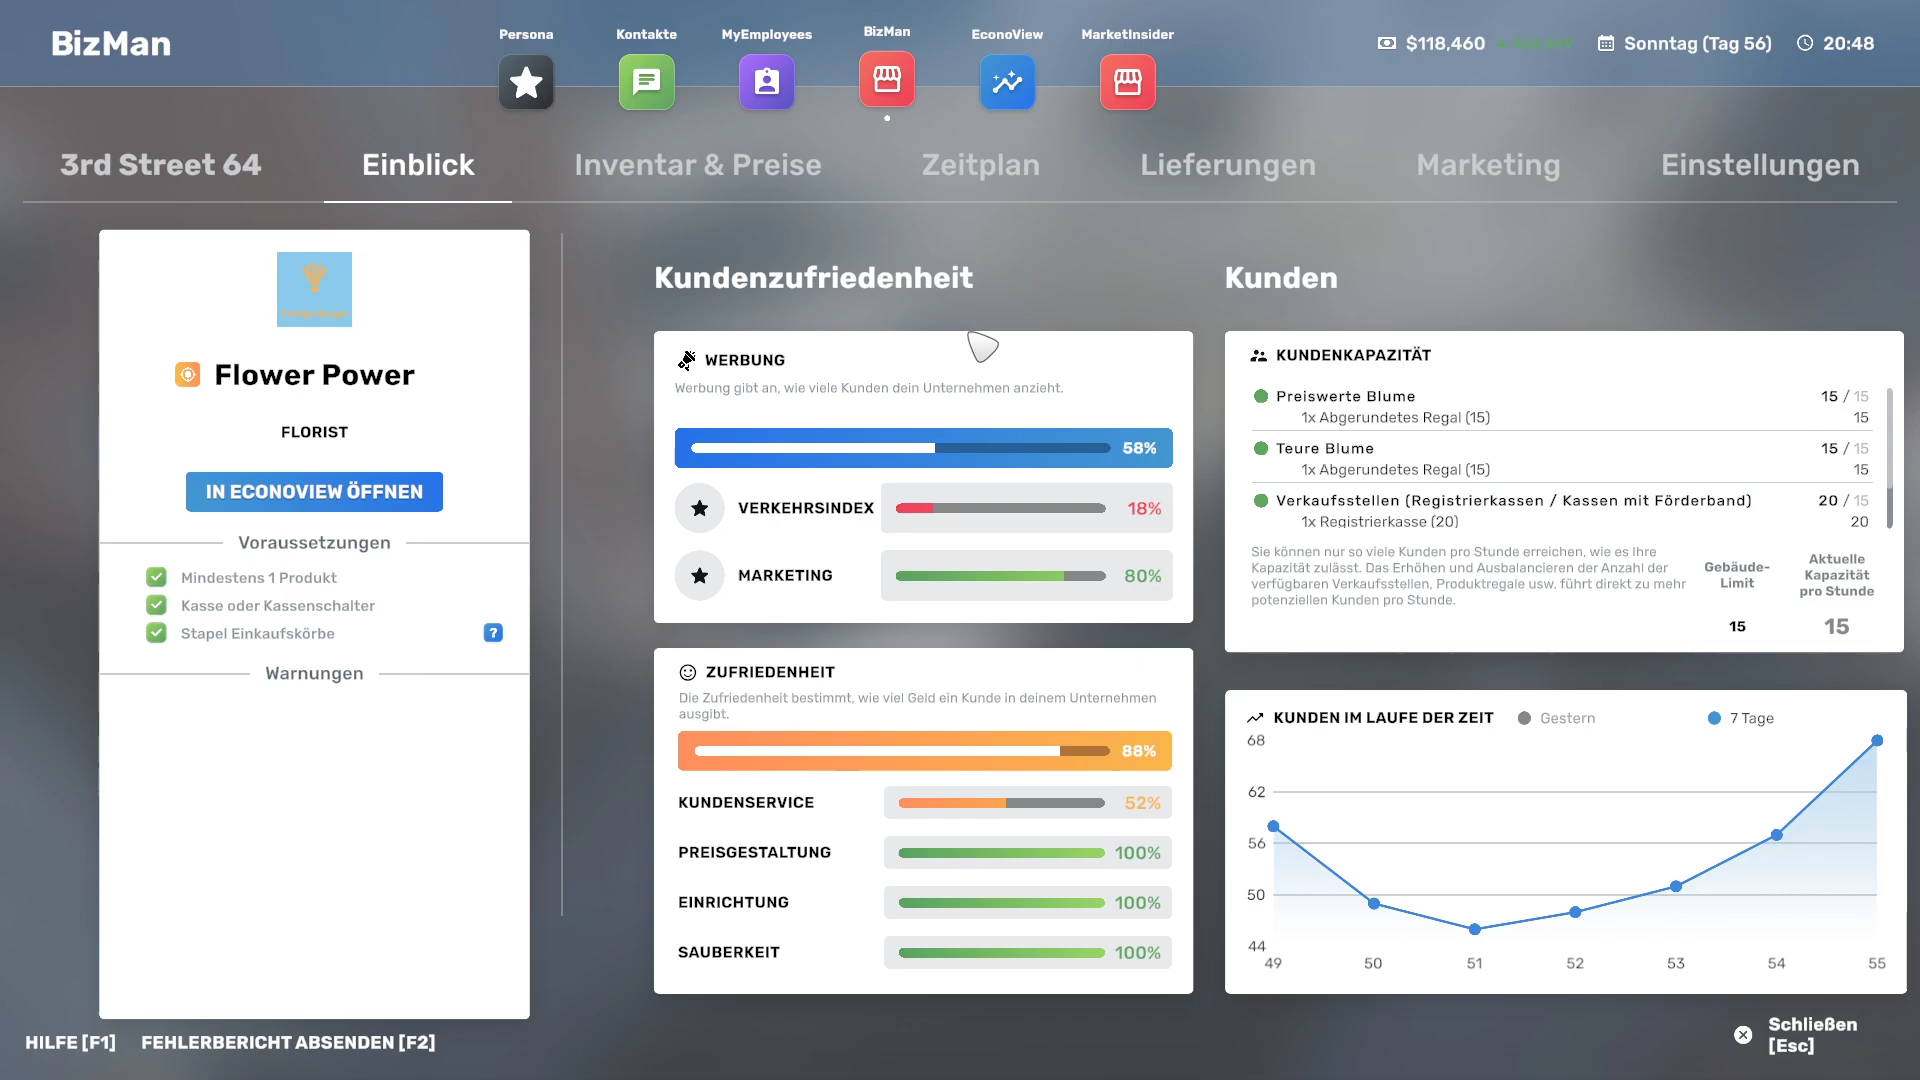 BizMan
Persona
Kontakte
MyEmployees
BizMan
EconoView
MarketInsider
$118,460
Sonntag (Tag 56)
20:48
3rd Street 64
Einblick
Inventar & Preise
Zeitplan
Lieferungen
Marketing
Einstellungen
Flower Power
FLORIST
IN ECONOVIEW ÖFFNEN
Voraussetzungen
Mindestens 1 Produkt
Kasse oder Kassenschalter
Stapel Einkaufskörbe
?
Warnungen
Kundenzufriedenheit
WERBUNG
Werbung gibt an, wie viele Kunden dein Unternehmen anzieht.
58%
VERKEHRSINDEX
18%
MARKETING
80%
ZUFRIEDENHEIT
Die Zufriedenheit bestimmt, wie viel Geld ein Kunde in deinem Unternehmen
ausgibt.
88%
KUNDENSERVICE
52%
PREISGESTALTUNG
100%
EINRICHTUNG
100%
SAUBERKEIT
100%
Kunden
KUNDENKAPAZITÄT
Preiswerte Blume 15 / 15
1x Abgerundetes Regal (15) 15
Teure Blume 15 / 15
1x Abgerundetes Regal (15) 15
Verkaufsstellen (Registrierkassen / Kassen mit Förderband) 20 / 15
1x Registrierkasse (20) 20
Sie können nur so viele Kunden pro Stunde erreichen, wie es Ihre
Kapazität zulässt. Das Erhöhen und Ausbalancieren der Anzahl der
verfügbaren Verkaufsstellen, Produktregale usw. führt direkt zu mehr
potenziellen Kunden pro Stunde.
Gebäude-
Limit
15
Aktuelle
Kapazität
pro Stunde
15
KUNDEN IM LAUFE DER ZEIT
Gestern
7 Tage
68
62
56
50
44
49 50 51 52 53 54 55
HILFE [F1]
FEHLERBERICHT ABSENDEN [F2]
Schließen
[Esc]